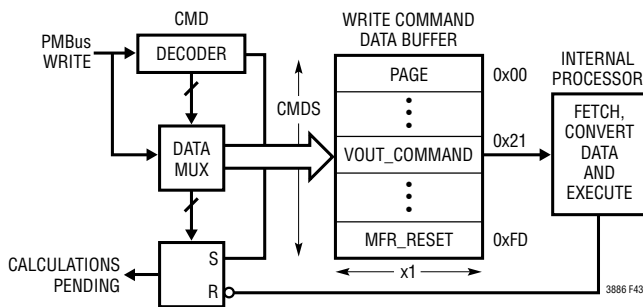 CMD
PMBus
WRITE
DECODER
DATA
MUX
CMDS
S
R
CALCULATIONS
PENDING
WRITE COMMAND
DATA BUFFER
PAGE
0x00
VOUT_COMMAND
0x21
MFR_RESET
0xFD
x1
INTERNAL
PROCESSOR
FETCH,
CONVERT
DATA
AND
EXECUTE
3886 F43